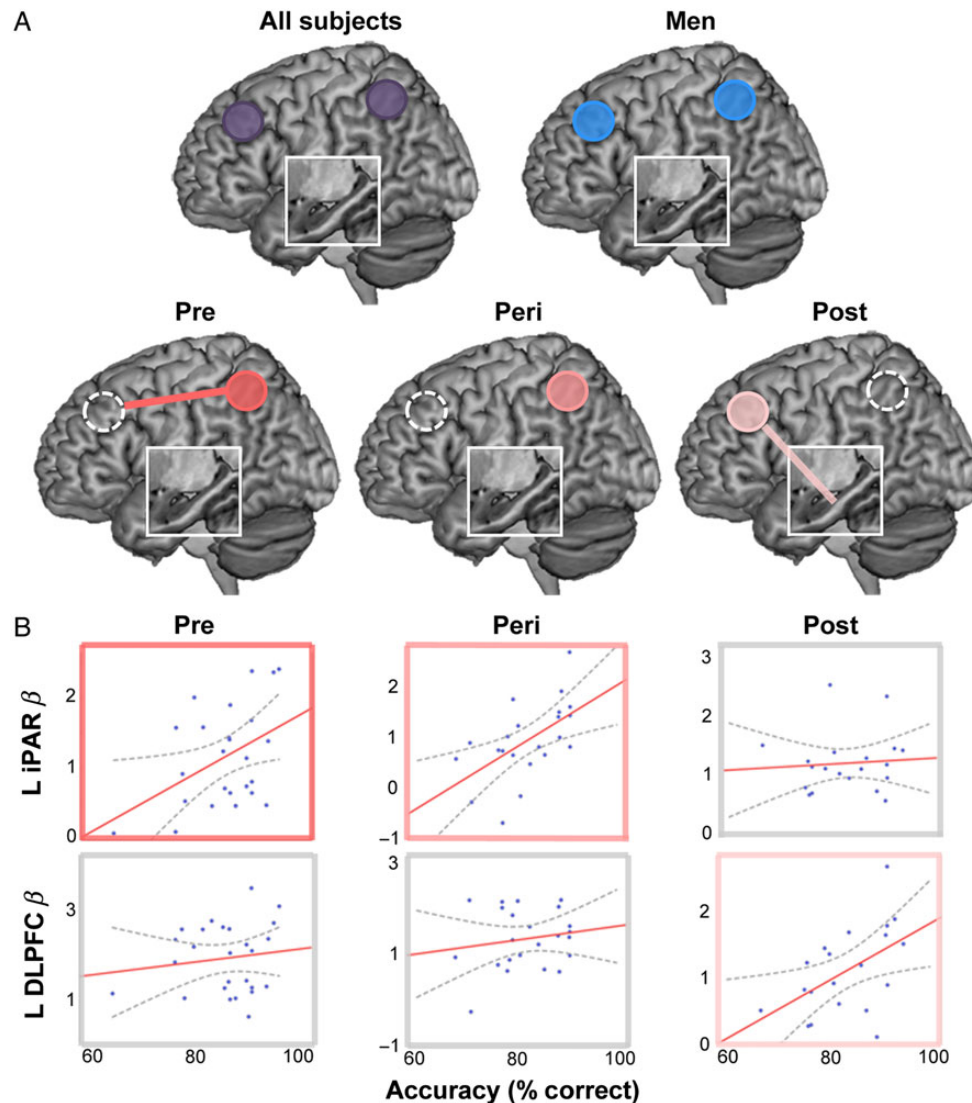 A
All subjects
Men
Pre
Peri
Post
B
Pre
Peri
Post
L iPAR β
2
1
0
2
1
0
−1
3
2
1
0
L DLPFC β
3
1
3
1
−1
2
1
0
60 80 100
60 80 100
60 80 100
Accuracy (% correct)